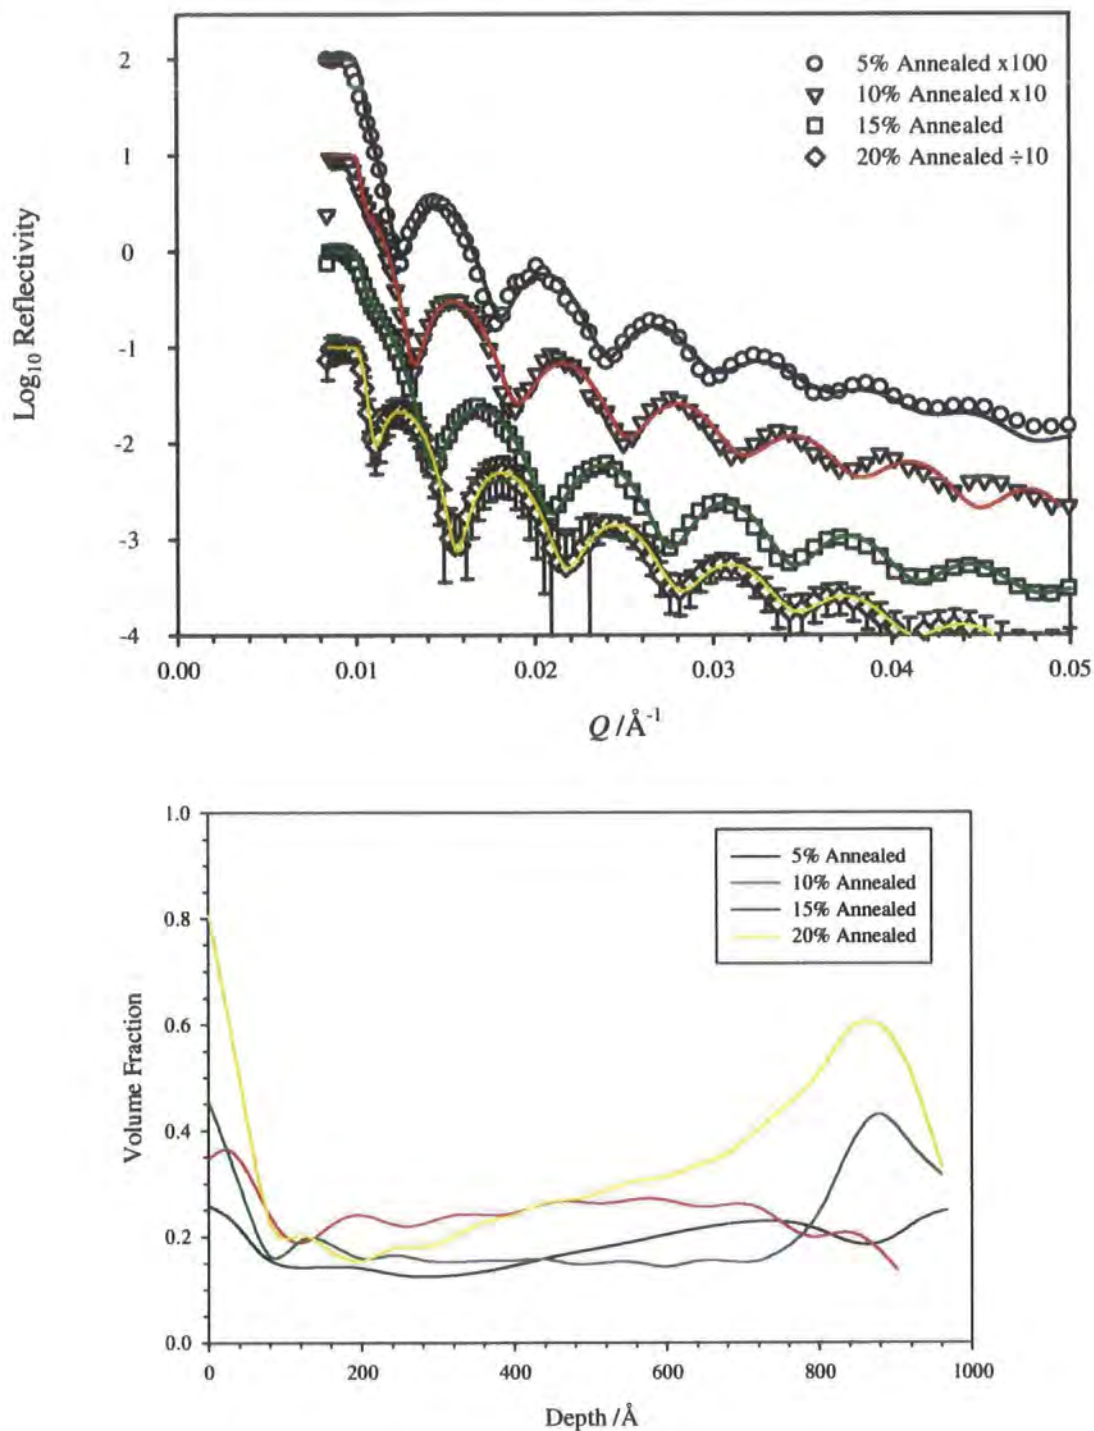 2
1
0
-1
-2
-3
-4
Log10 Reflectivity
5% Annealed x100
10% Annealed x10
15% Annealed
20% Annealed ÷10
0.00 0.01 0.02 0.03 0.04 0.05
Q /Å-1
1.0
0.8
0.6
0.4
0.2
0.0
Volume Fraction
5% Annealed
10% Annealed
15% Annealed
20% Annealed
0 200 400 600 800 1000
Depth /Å